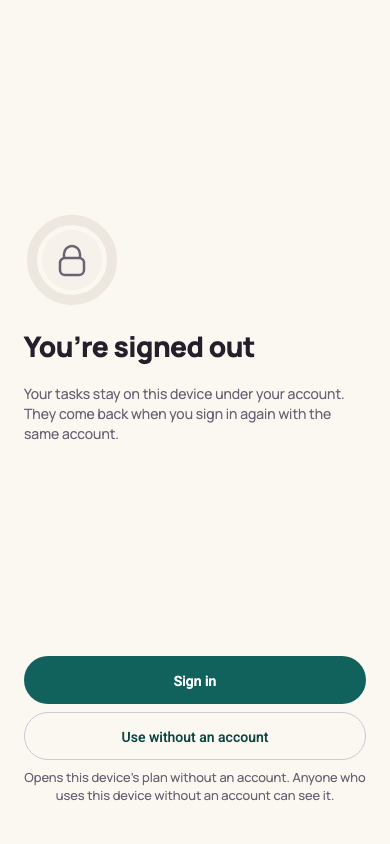 You’re signed out
Your tasks stay on this device under your account.
They come back when you sign in again with the
same account.
Sign in
Use without an account
Opens this device’s plan without an account. Anyone who
uses this device without an account can see it.